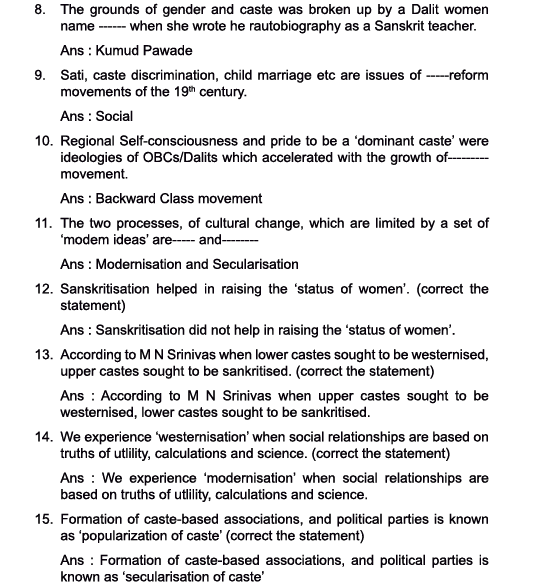 8. The grounds of gender and caste was broken up by a Dalit women
name ------ when she wrote he rautobiography as a Sanskrit teacher.
Ans : Kumud Pawade
9. Sati, caste discrimination, child marriage etc are issues of -----reform
movements of the 19th century.
Ans : Social
10. Regional Self-consciousness and pride to be a ‘dominant caste’ were
ideologies of OBCs/Dalits which accelerated with the growth of---------
movement.
Ans : Backward Class movement
11. The two processes, of cultural change, which are limited by a set of
‘modem ideas’ are----- and--------
Ans : Modernisation and Secularisation
12. Sanskritisation helped in raising the ‘status of women’. (correct the
statement)
Ans : Sanskritisation did not help in raising the ‘status of women’.
13. According to M N Srinivas when lower castes sought to be westernised,
upper castes sought to be sankritised. (correct the statement)
Ans : According to M N Srinivas when upper castes sought to be
westernised, lower castes sought to be sankritised.
14. We experience ‘westernisation’ when social relationships are based on
truths of utlility, calculations and science. (correct the statement)
Ans : We experience ‘modernisation’ when social relationships are
based on truths of utlility, calculations and science.
15. Formation of caste-based associations, and political parties is known
as ‘popularization of caste’ (correct the statement)
Ans : Formation of caste-based associations, and political parties is
known as ‘secularisation of caste’